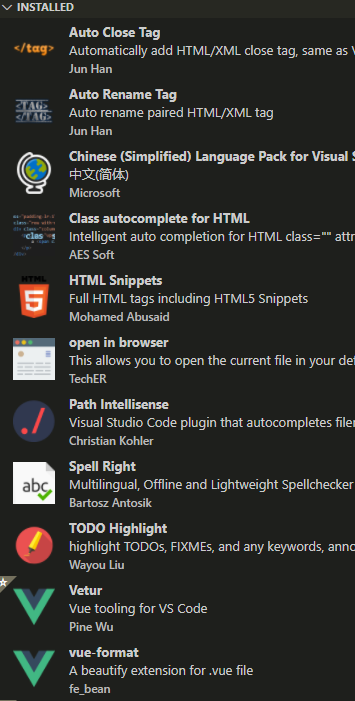 INSTALLED
Auto Close Tag
Automatically add HTML/XML close tag, same as
Jun Han
Auto Rename Tag
Auto rename paired HTML/XML tag
Jun Han
Chinese (Simplified) Language Pack for Visual
中文(简体)
Microsoft
Class autocomplete for HTML
Intelligent auto completion for HTML class="" attr
AES Soft
HTML Snippets
Full HTML tags including HTML5 Snippets
Mohamed Abusaid
open in browser
This allows you to open the current file in your def
TechER
Path Intellisense
Visual Studio Code plugin that autocompletes filen
Christian Kohler
Spell Right
Multilingual, Offline and Lightweight Spellchecker
Bartosz Antosik
TODO Highlight
highlight TODOs, FIXMEs, and any keywords, anno
Wayou Liu
Vetur
Vue tooling for VS Code
Pine Wu
vue-format
A beautify extension for .vue file
fe_bean